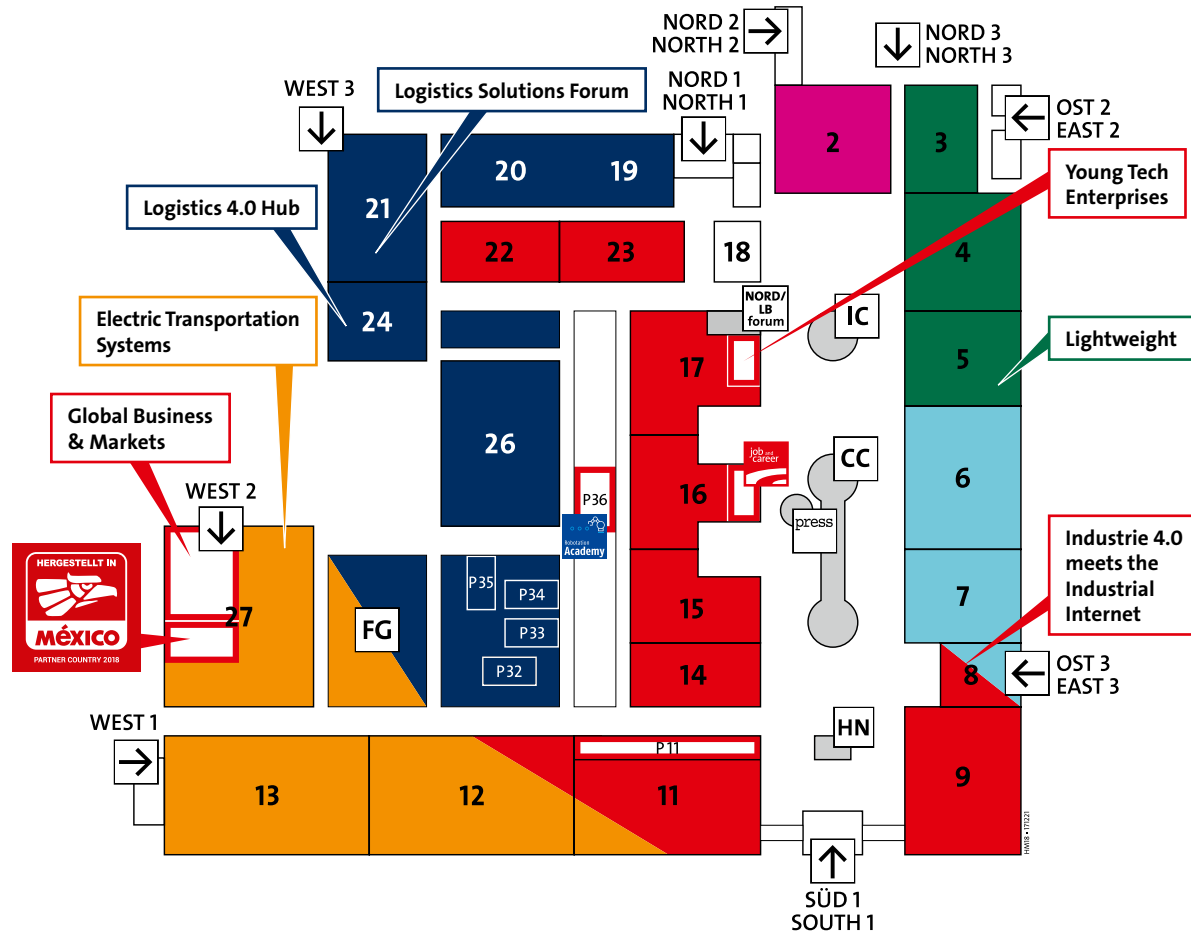 NORD 2
NORTH 2
NORD 3
NORTH 3
WEST 3
Logistics Solutions Forum
NORD 1
NORTH 1
OST 2
EAST 2
2
3
20
19
Young Tech
Enterprises
Logistics 4.0 Hub
21
22
23
18
4
24
NORD/
LB
forum
IC
Electric Transportation
Systems
17
5
Lightweight
Global Business
& Markets
26
job and
career
CC
6
WEST 2
P36
16
press
Robotation
Academy
Industrie 4.0
meets the
Industrial
Internet
HERGESTELLT IN
MéXICO
PARTNER COUNTRY 2018
27
FG
P35
P34
P33
P32
15
7
14
8
OST 3
EAST 3
WEST 1
HN
P11
13
12
11
9
HM18 • 171221
SÜD 1
SOUTH 1